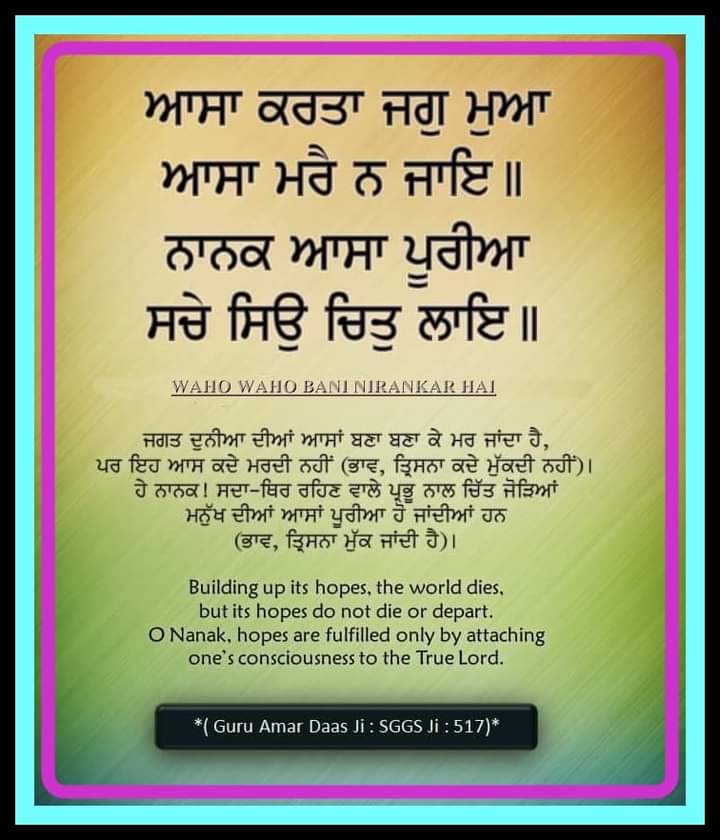 ਆਸਾ ਕਰਤਾ ਜਗੁ ਮੁਆ
ਆਸਾ ਮਰੈ ਨ ਜਾਇ॥
ਨਾਨਕ ਆਸਾ ਪੂਰੀਆ
ਸਚੇ ਸਿਉ ਚਿਤੁ ਲਾਇ॥
WAHO WAHO BANI NIRANKAR HAI
ਜਗਤ ਦੁਨੀਆ ਦੀਆਂ ਆਸਾਂ ਬਣਾ ਬਣਾ ਕੇ ਮਰ ਜਾਂਦਾ ਹੈ,
ਪਰ ਇਹ ਆਸ ਕਦੇ ਮਰਦੀ ਨਹੀਂ (ਭਾਵ, ਤ੍ਰਿਸਨਾ ਕਦੇ ਮੁੱਕਦੀ ਨਹੀਂ)।
ਹੇ ਨਾਨਕ! ਸਦਾ-ਥਿਰ ਰਹਿਣ ਵਾਲੇ ਪ੍ਰਭੂ ਨਾਲ ਚਿੱਤ ਜੋੜਿਆਂ
ਮਨੁੱਖ ਦੀਆਂ ਆਸਾਂ ਪੂਰੀਆ ਹੋ ਜਾਂਦੀਆਂ ਹਨ
(ਭਾਵ, ਤ੍ਰਿਸਨਾ ਮੁੱਕ ਜਾਂਦੀ ਹੈ)।
Building up its hopes, the world dies,
but its hopes do not die or depart.
O Nanak, hopes are fulfilled only by attaching
one's consciousness to the True Lord.
*( Guru Amar Daas Ji : SGGS Ji : 517)*